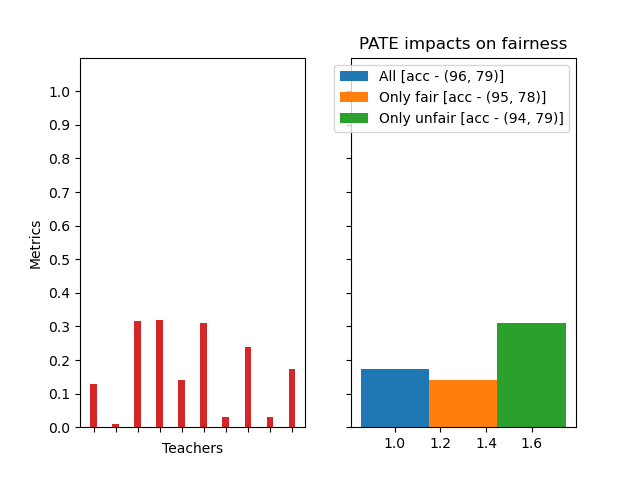 PATE impacts on fairness
All [acc - (96, 79)]
Only fair [acc - (95, 78)]
Only unfair [acc - (94, 79)]
1.0
0.9
0.8
0.7
0.6
0.5
0.4
0.3
0.2
0.1
0.0
Metrics
Teachers
1.0 1.2 1.4 1.6